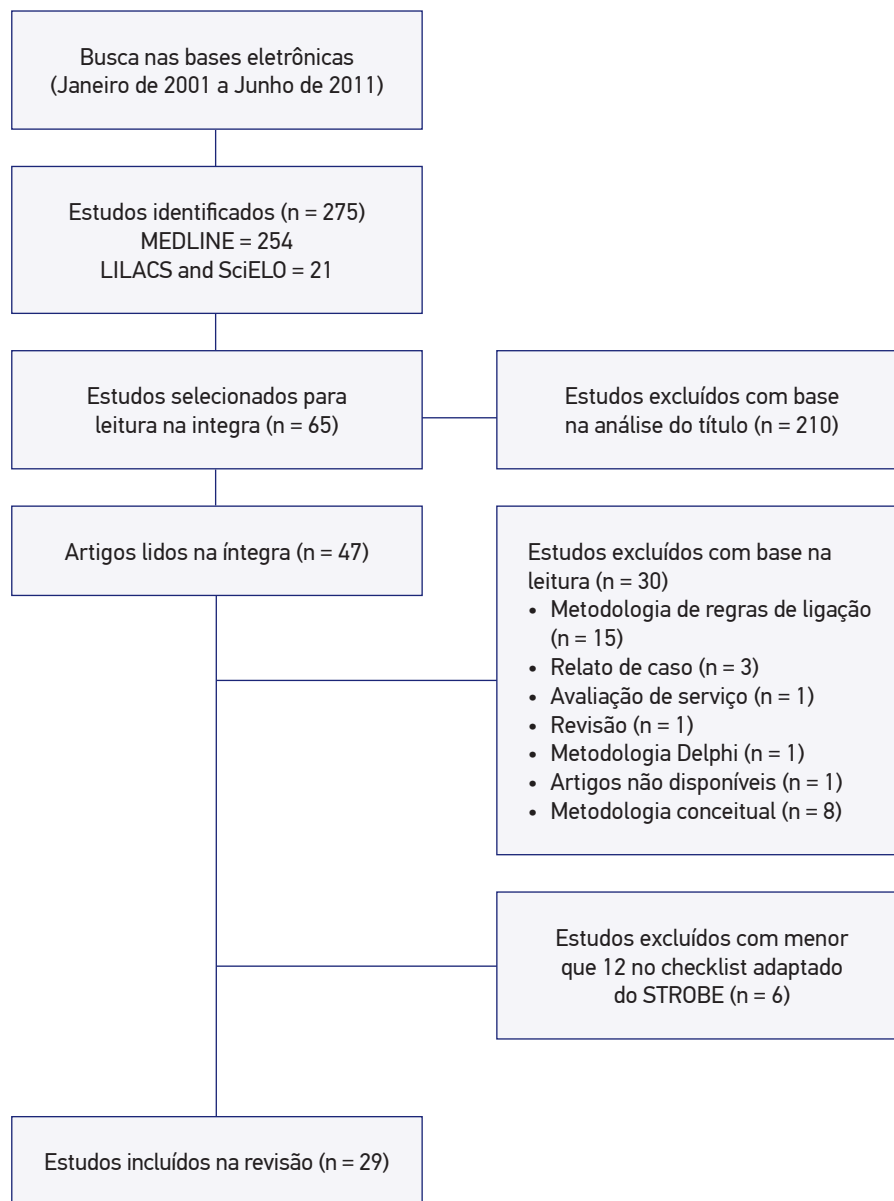 Busca nas bases eletrônicas
(Janeiro de 2001 a Junho de 2011)
Estudos identificados (n = 275)
MEDLINE = 254
LILACS and SciELO = 21
Estudos selecionados para
leitura na integra (n = 65)
Estudos excluídos com base
na análise do título (n = 210)
Artigos lidos na íntegra (n = 47)
Estudos excluídos com base na
leitura (n = 30)
• Metodologia de regras de ligação
(n = 15)
• Relato de caso (n = 3)
• Avaliação de serviço (n = 1)
• Revisão (n = 1)
• Metodologia Delphi (n = 1)
• Artigos não disponíveis (n = 1)
• Metodologia conceitual (n = 8)
Estudos excluídos com menor
que 12 no checklist adaptado
do STROBE (n = 6)
Estudos incluídos na revisão (n = 29)